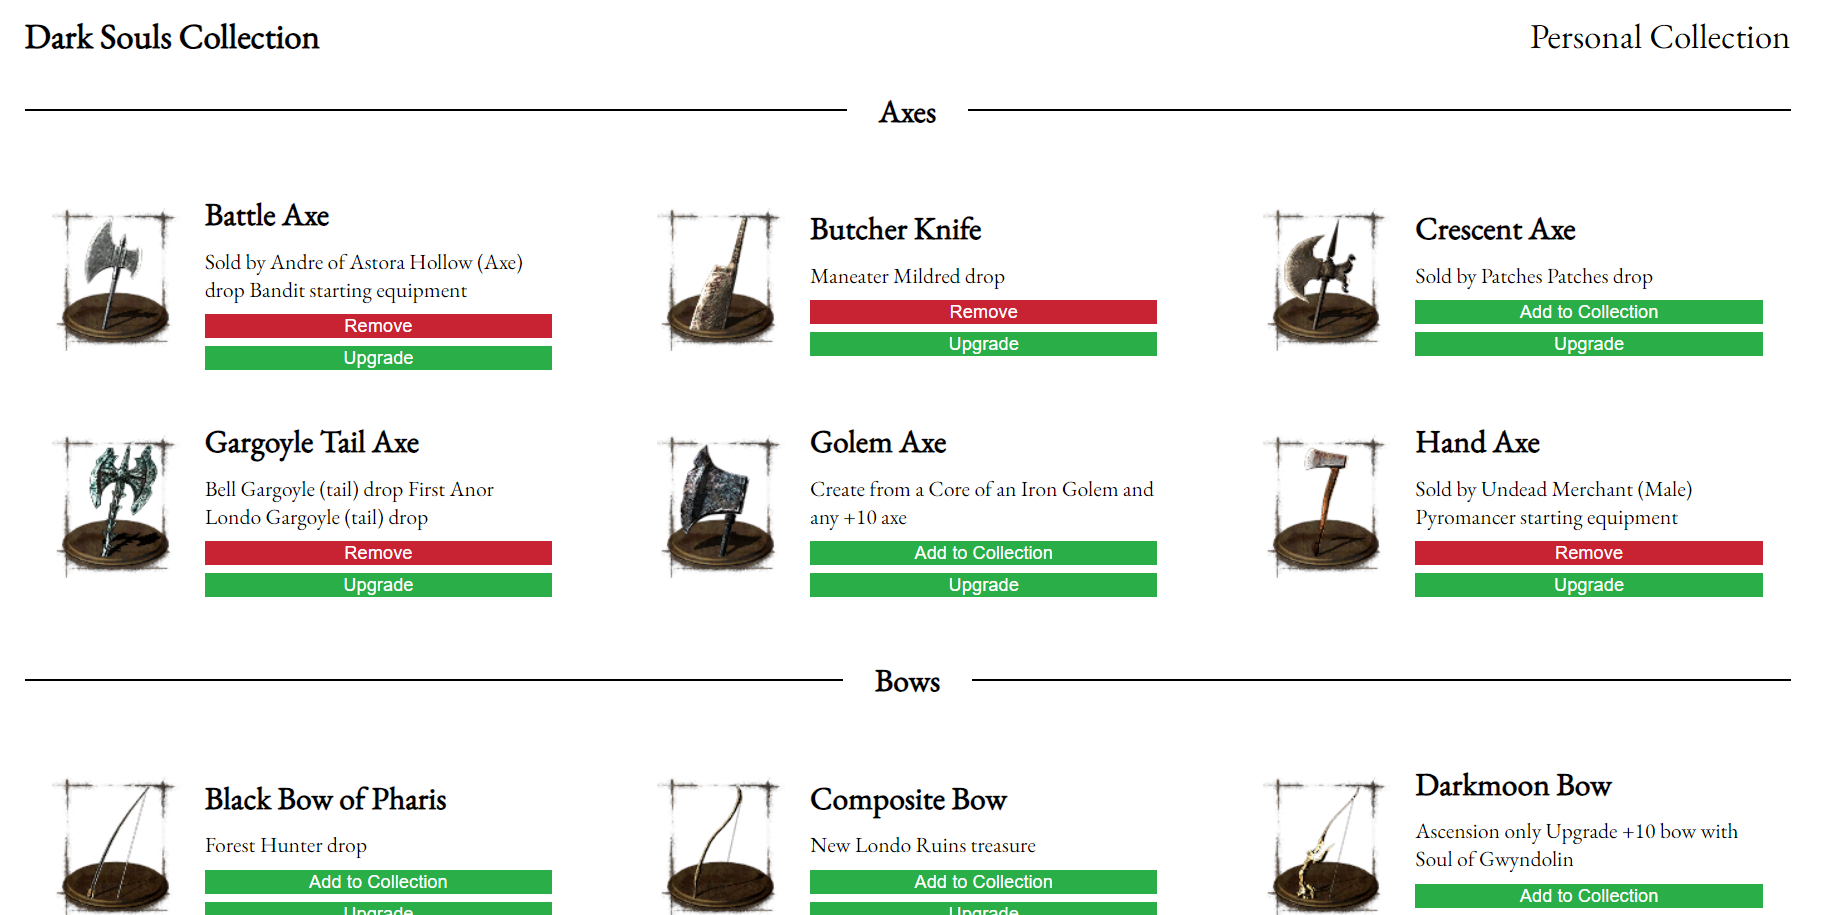 Dark Souls Collection
Personal Collection
Axes
Battle Axe
Sold by Andre of Astora Hollow (Axe)
drop Bandit starting equipment
Remove
Upgrade
Butcher Knife
Maneater Mildred drop
Remove
Upgrade
Crescent Axe
Sold by Patches Patches drop
Add to Collection
Upgrade
Gargoyle Tail Axe
Bell Gargoyle (tail) drop First Anor
Londo Gargoyle (tail) drop
Remove
Upgrade
Golem Axe
Create from a Core of an Iron Golem and
any +10 axe
Add to Collection
Upgrade
Hand Axe
Sold by Undead Merchant (Male)
Pyromancer starting equipment
Remove
Upgrade
Bows
Black Bow of Pharis
Forest Hunter drop
Add to Collection
Upgrade
Composite Bow
New Londo Ruins treasure
Add to Collection
Upgrade
Darkmoon Bow
Ascension only Upgrade +10 bow with
Soul of Gwyndolin
Add to Collection